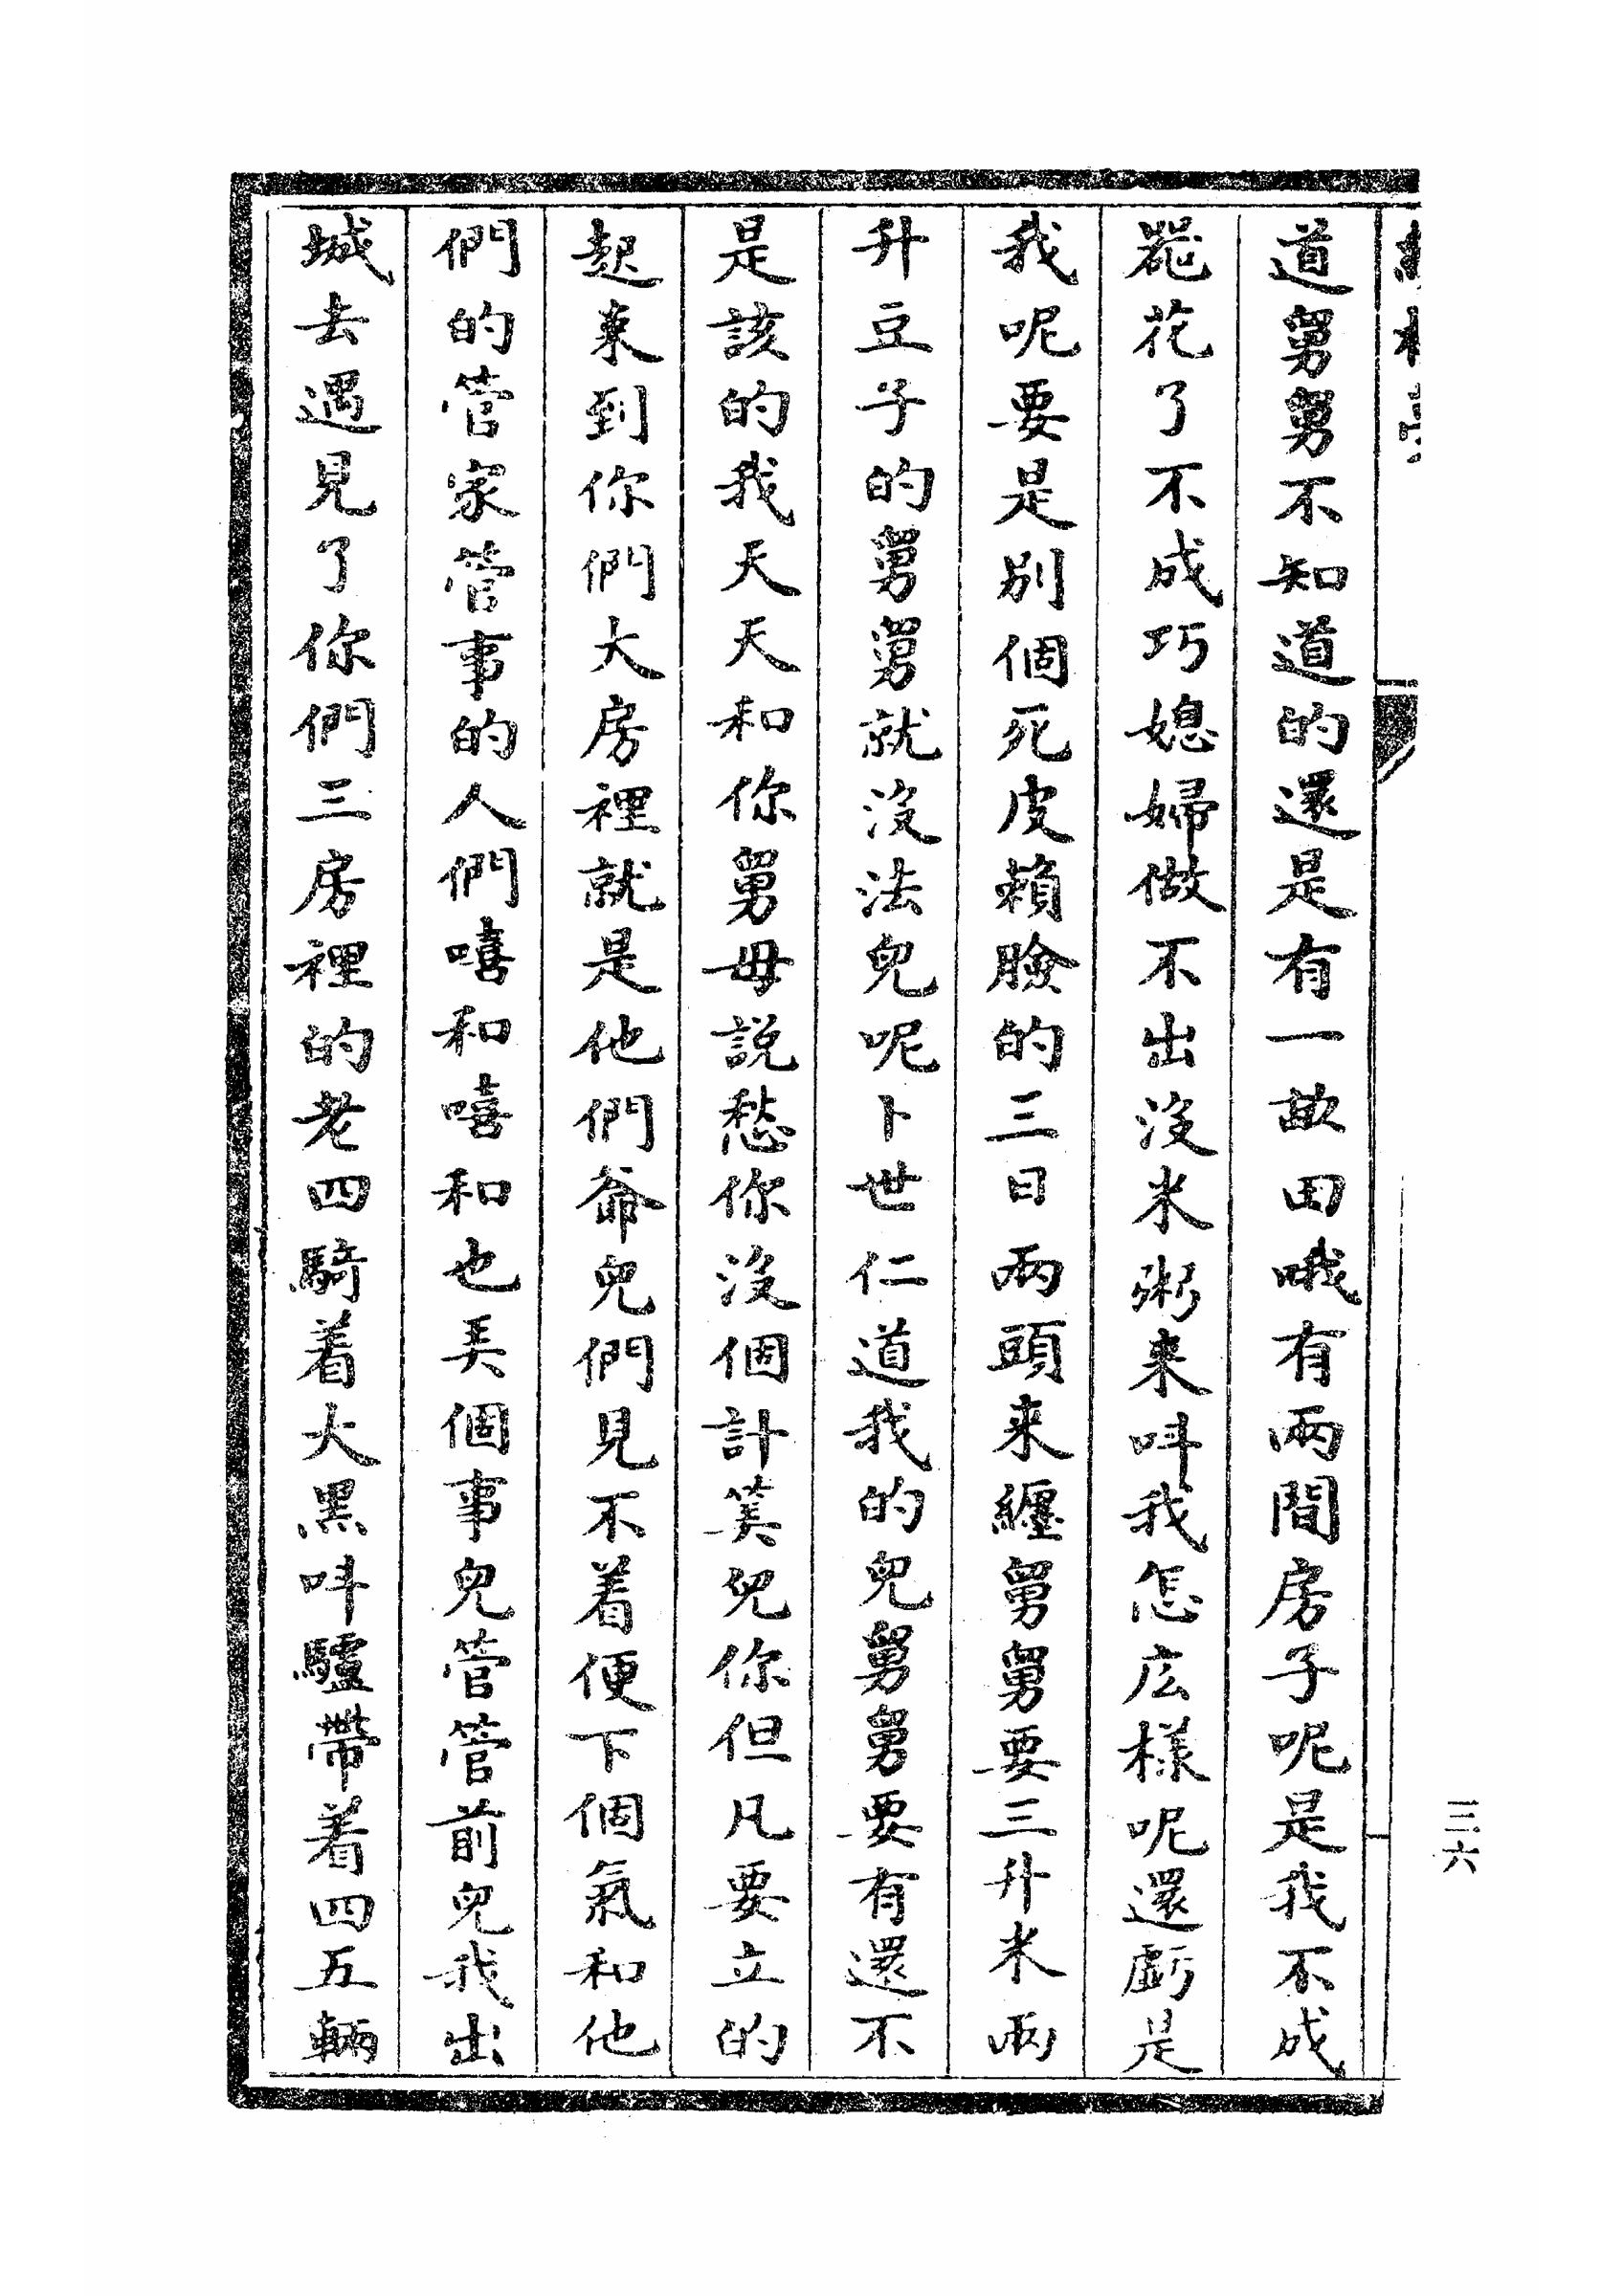 道舅舅不知道的還是有一畝田哦有兩間房子呢是我不成
器花了不成巧媳婦做不出沒米粥来呌我怎庅様呢還虧是
我呢要是別個死皮賴臉的三日兩頭来纏舅舅要三升米兩
升豆子的舅舅就沒法兒呢卜世仁道我的兒舅舅要有還不
是該的我天天和你舅母説愁你沒個計筭兒你但凡要立的
起来到你們大房裡就是他們爺兒們見不着便下個氣和他
們的管家管事的人們嘻和嘻和也弄個事兒管管前兒我出
城去遇見了你們三房裡的老四騎着大黑呌驢帶着四五輛
三六